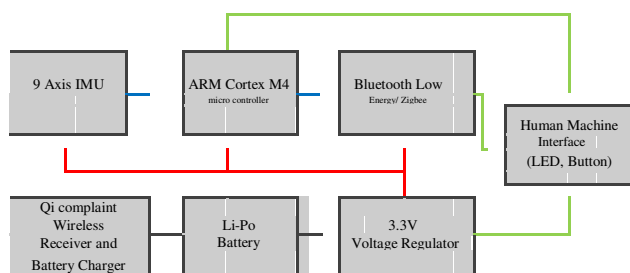 9 Axis IMU
ARM Cortex M4
micro controller
Bluetooth Low
Energy/ Zigbee
Human Machine
Interface
(LED, Button)
Qi complaint
Wireless
Receiver and
Battery Charger
Li-Po
Battery
3.3V
Voltage Regulator